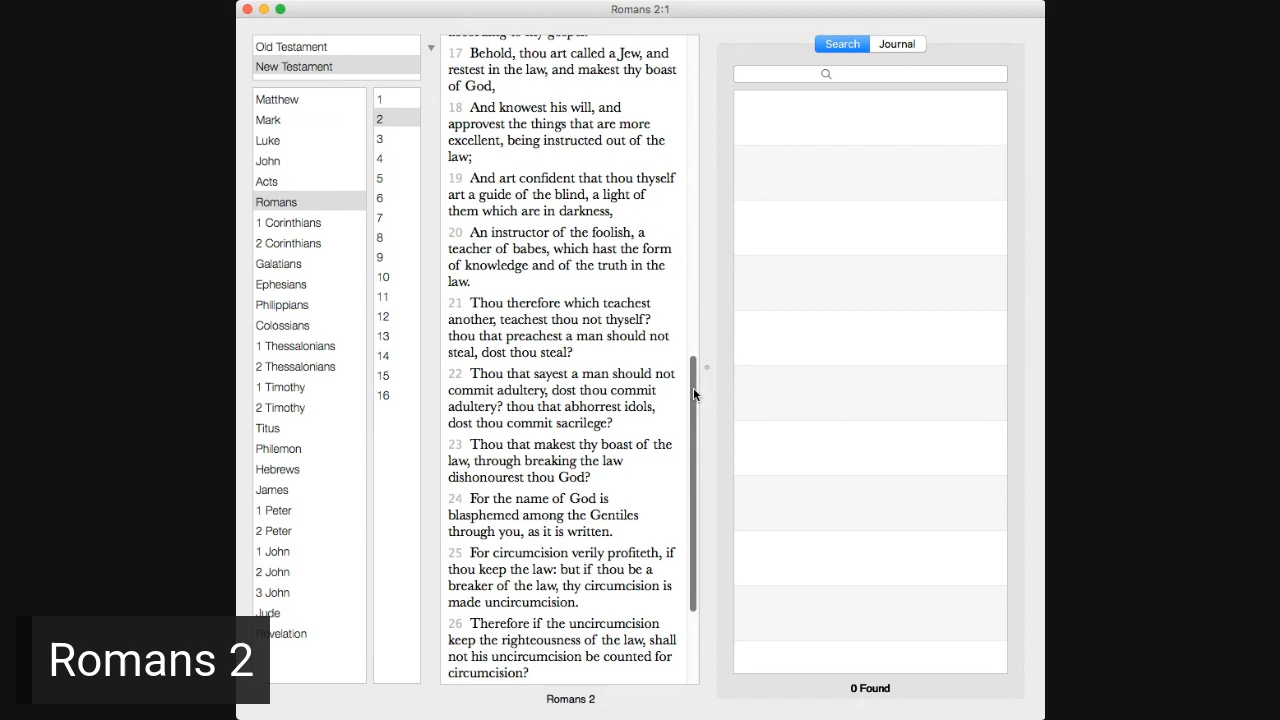 Romans 2:1
Old Testament
New Testament
Matthew
Mark
Luke
John
Acts
Romans
1 Corinthians
2 Corinthians
Galatians
Ephesians
Philippians
Colossians
1 Thessalonians
2 Thessalonians
1 Timothy
2 Timothy
Titus
Philemon
Hebrews
James
1 Peter
2 Peter
1 John
2 John
3 John
Jude
Revelation
1
2
3
4
5
6
7
8
9
10
11
12
13
14
15
16
according to my gospel.
17 Behold, thou art called a Jew, and
restest in the law, and makest thy boast
of God,
18 And knowest his will, and
approvest the things that are more
excellent, being instructed out of the
law;
19 And art confident that thou thyself
art a guide of the blind, a light of
them which are in darkness,
20 An instructor of the foolish, a
teacher of babes, which hast the form
of knowledge and of the truth in the
law.
21 Thou therefore which teachest
another, teachest thou not thyself?
thou that preachest a man should not
steal, dost thou steal?
22 Thou that sayest a man should not
commit adultery, dost thou commit
adultery? thou that abhorrest idols,
dost thou commit sacrilege?
23 Thou that makest thy boast of the
law, through breaking the law
dishonourest thou God?
24 For the name of God is
blasphemed among the Gentiles
through you, as it is written.
25 For circumcision verily profiteth, if
thou keep the law: but if thou be a
breaker of the law, thy circumcision is
made uncircumcision.
26 Therefore if the uncircumcision
keep the righteousness of the law, shall
not his uncircumcision be counted for
circumcision?
Romans 2
Search
Journal
0 Found
Romans 2